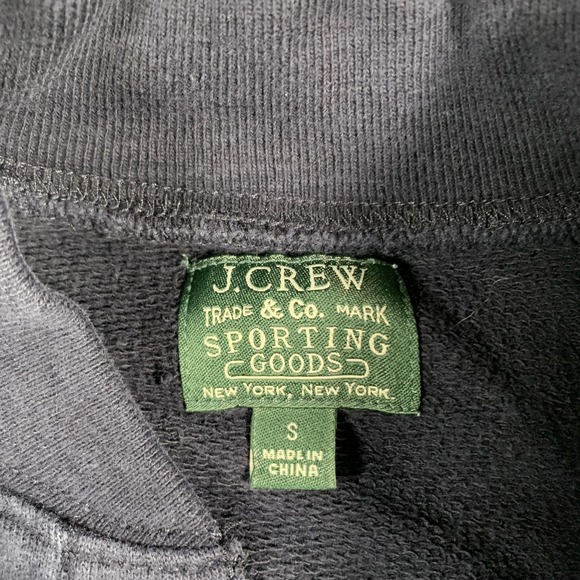 J.CREW
TRADE & Co. MARK
SPORTING
GOODS
NEW YORK, NEW YORK.
S
MADE IN
CHINA